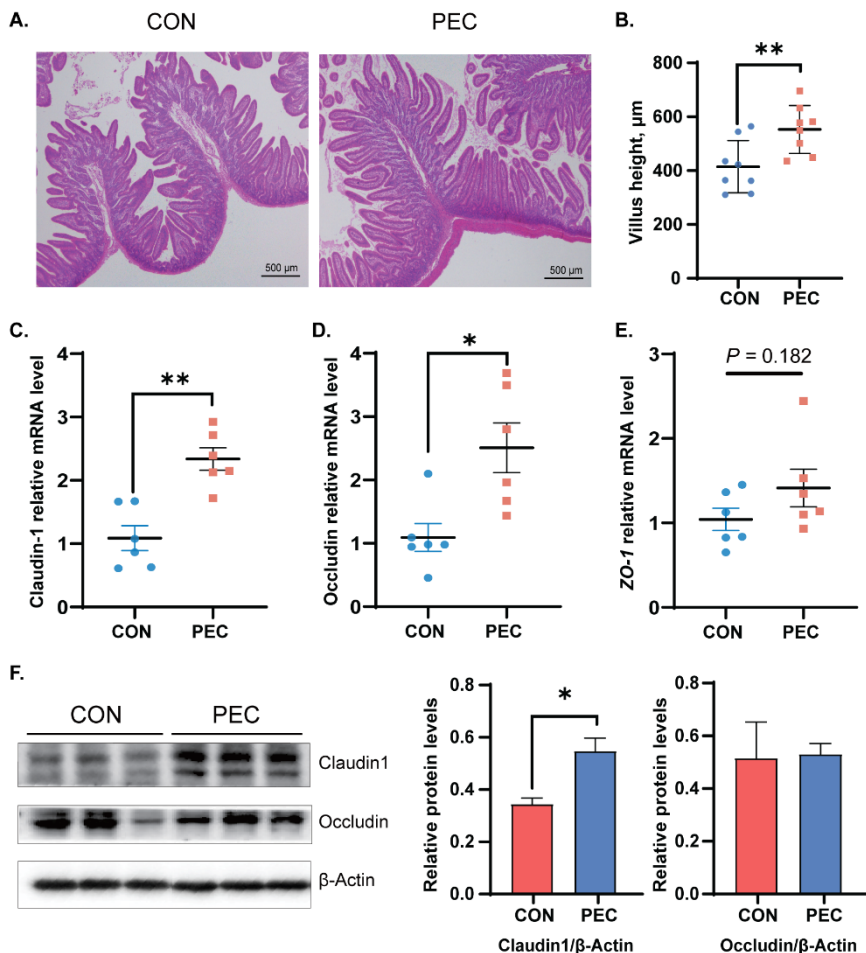 A.
CON
PEC
500 µm
500 µm
B.
**
Villus height, µm
800
600
400
200
0
CON
PEC
C.
**
Claudin-1 relative mRNA level
4
3
2
1
0
CON
PEC
D.
*
Occludin relative mRNA level
4
3
2
1
0
CON
PEC
E.
P = 0.182
ZO-1 relative mRNA level
3
2
1
0
CON
PEC
F.
CON
PEC
Claudin1
Occludin
β-Actin
*
Relative protein levels
0.8
0.6
0.4
0.2
0.0
CON
PEC
Claudin1/β-Actin
Relative protein levels
0.8
0.6
0.4
0.2
0.0
CON
PEC
Occludin/β-Actin